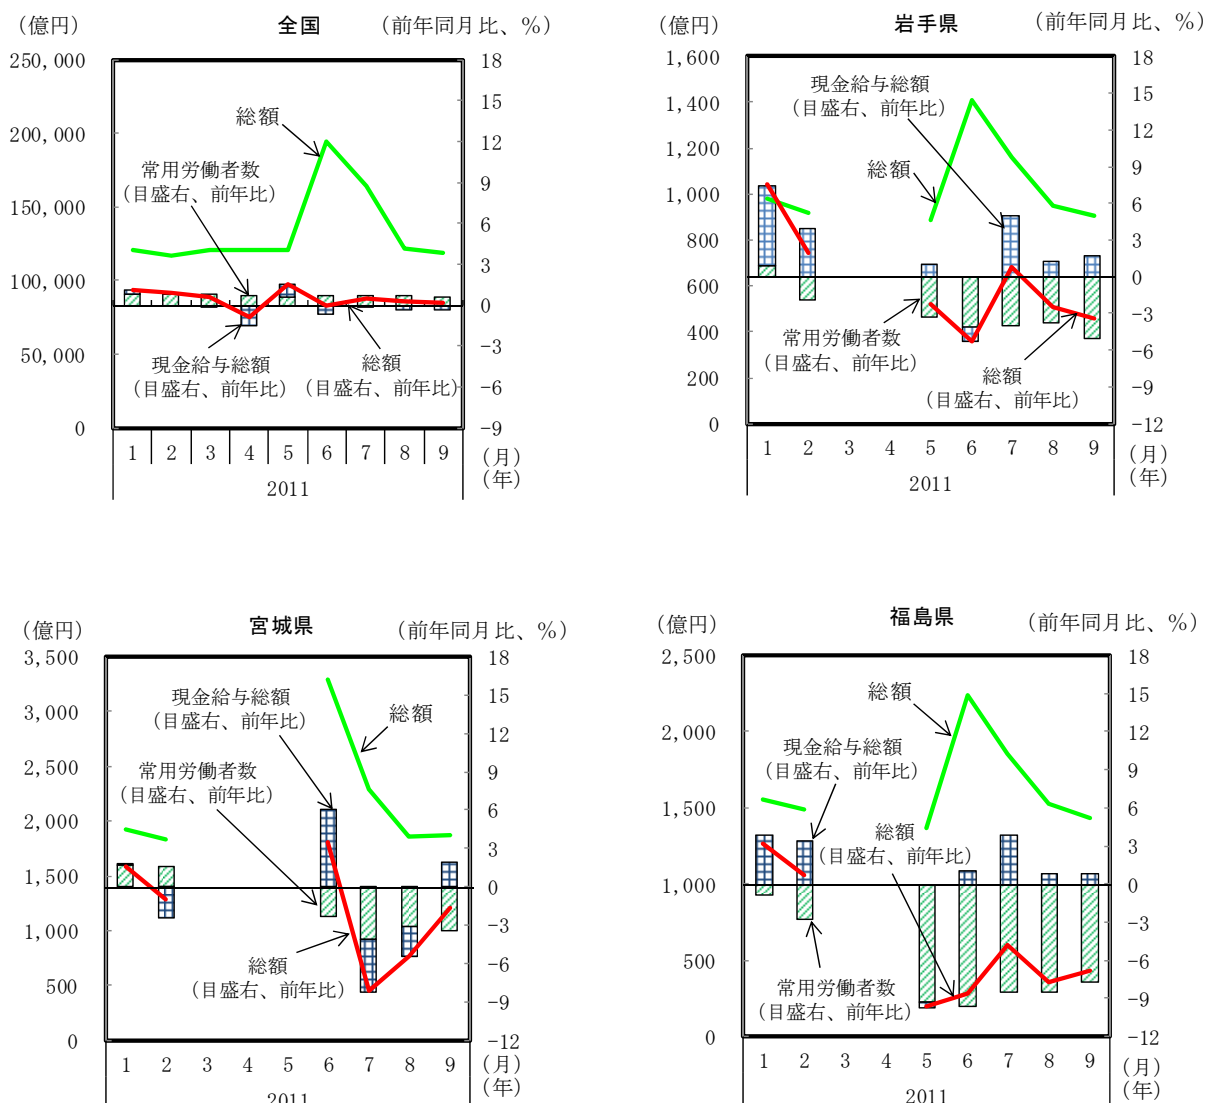 （億円）
全国
（前年同月比、%）
250,000
200,000
150,000
100,000
50,000
0
18
15
12
9
6
3
0
−3
−6
−9
総額
常用労働者数
（目盛右、前年比）
現金給与総額
（目盛右、前年比）
総額
（目盛右、前年比）
1 2 3 4 5 6 7 8 9
（月）
（年）
2011
（億円）
岩手県
（前年同月比、%）
1,600
1,400
1,200
1,000
800
600
400
200
0
18
15
12
9
6
3
0
−3
−6
−9
−12
現金給与総額
（目盛右、前年比）
総額
常用労働者数
（目盛右、前年比）
総額
（目盛右、前年比）
1 2 3 4 5 6 7 8 9
（月）
（年）
2011
（億円）
宮城県
（前年同月比、%）
3,500
3,000
2,500
2,000
1,500
1,000
500
0
18
15
12
9
6
3
0
−3
−6
−9
−12
現金給与総額
（目盛右、前年比）
総額
常用労働者数
（目盛右、前年比）
総額
（目盛右、前年比）
1 2 3 4 5 6 7 8 9
（月）
（年）
2011
（億円）
福島県
（前年同月比、%）
2,500
2,000
1,500
1,000
500
0
18
15
12
9
6
3
0
−3
−6
−9
−12
総額
現金給与総額
（目盛右、前年比）
総額
（目盛右、前年比）
常用労働者数
（目盛右、前年比）
1 2 3 4 5 6 7 8 9
（月）
（年）
2011